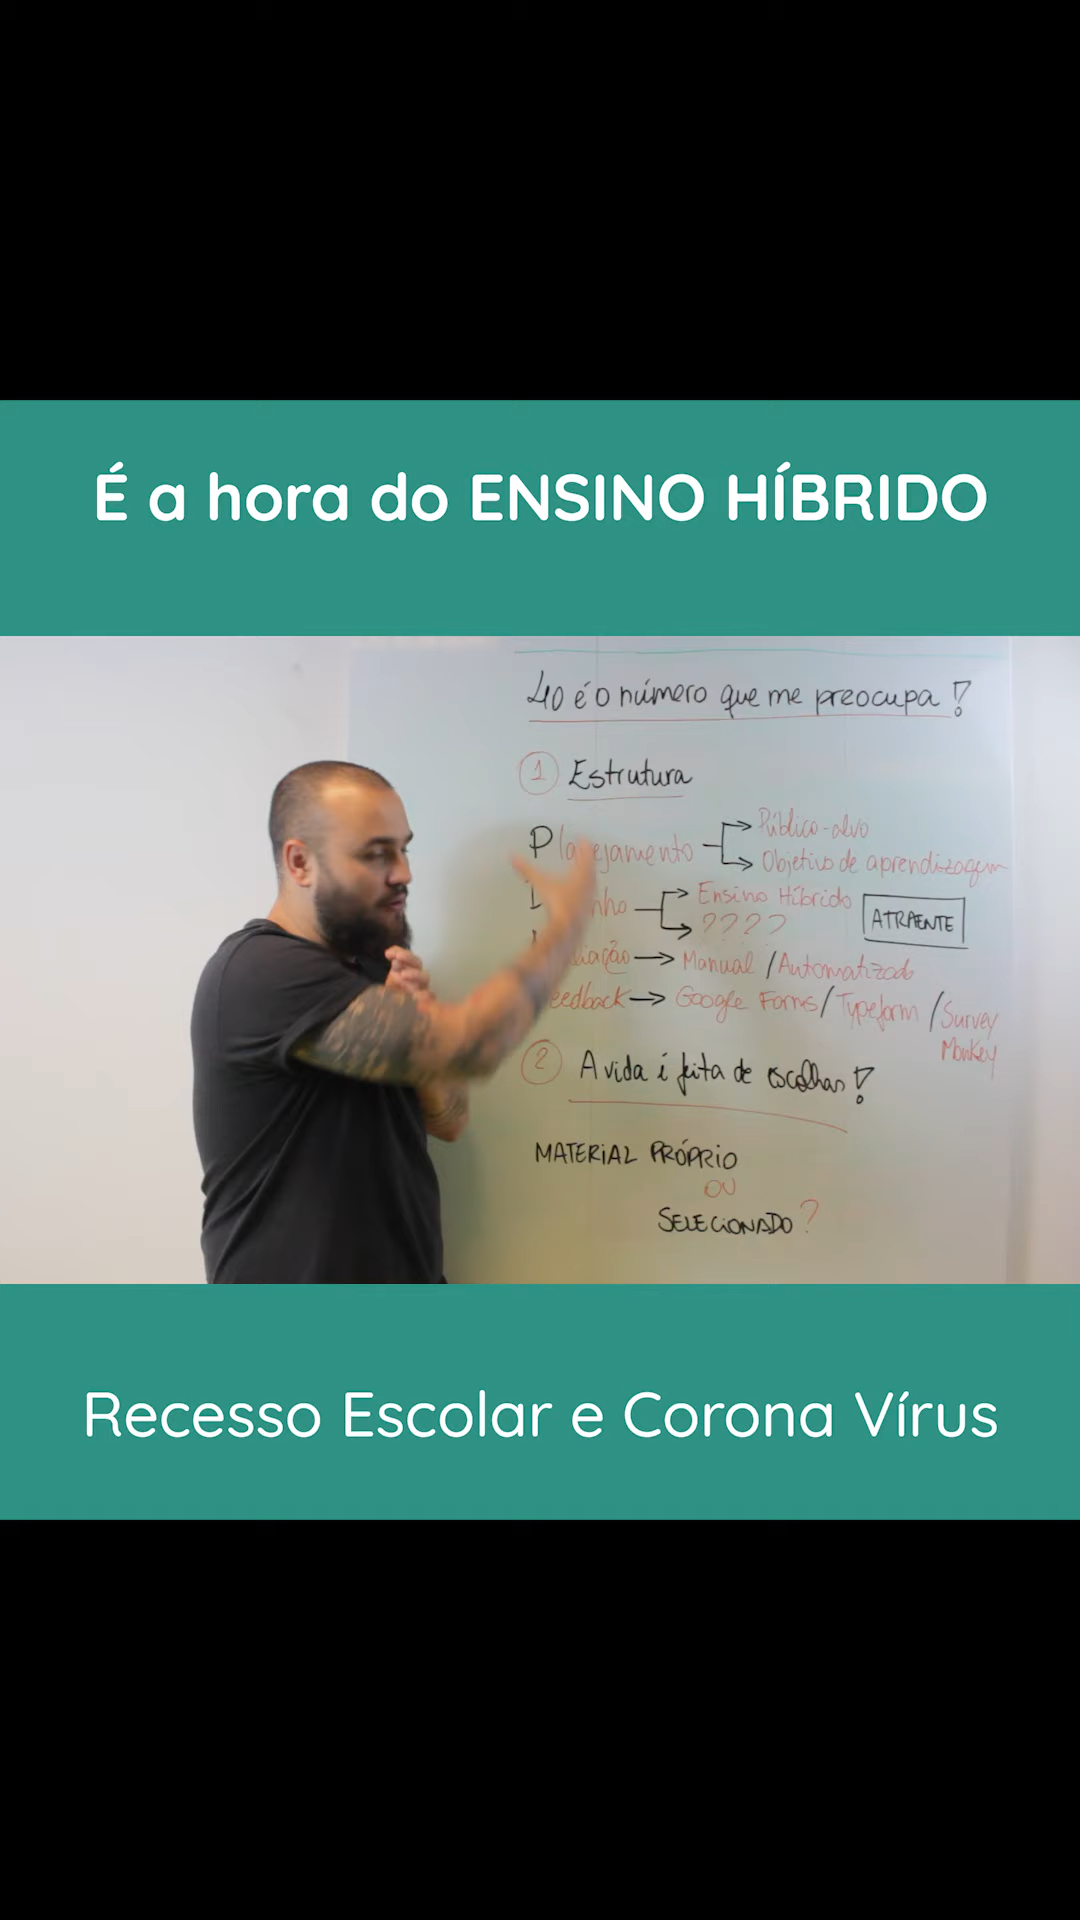 É a hora do ENSINO HÍBRIDO
40 é o número que me preocupa!
1 Estrutura
Planejamento → Público-alvo
→ Objetivo de aprendizagem
→ Ensino Híbrido
→ ????
ATRAENTE
→ Manual / Automatizado
eedback → Google Forms / Typeform / Survey
Monkey
2 A vida é feita de escolhas!
MATERIAL PRÓPRIO
OU
SELECIONADO?
Recesso Escolar e Corona Vírus